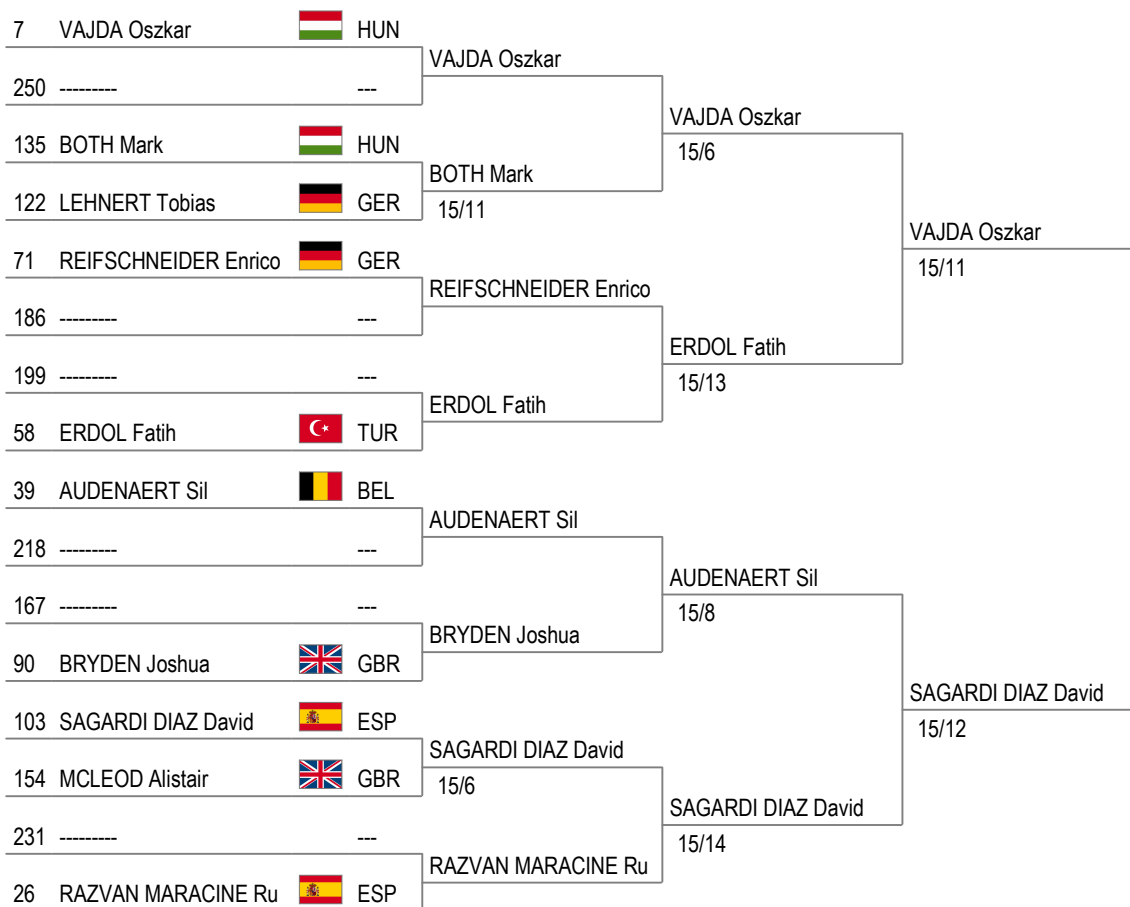 7 VAJDA Oszkar HUN
VAJDA Oszkar
250 --------- ---
VAJDA Oszkar
15/6
135 BOTH Mark HUN
BOTH Mark
15/11
122 LEHNERT Tobias GER
VAJDA Oszkar
15/11
71 REIFSCHNEIDER Enrico GER
REIFSCHNEIDER Enrico
186 --------- ---
ERDOL Fatih
15/13
199 --------- ---
ERDOL Fatih
58 ERDOL Fatih TUR
39 AUDENAERT Sil BEL
AUDENAERT Sil
218 --------- ---
AUDENAERT Sil
15/8
167 --------- ---
BRYDEN Joshua
90 BRYDEN Joshua GBR
SAGARDI DIAZ David
15/12
103 SAGARDI DIAZ David ESP
SAGARDI DIAZ David
15/6
154 MCLEOD Alistair GBR
SAGARDI DIAZ David
15/14
231 --------- ---
RAZVAN MARACINE Ru
26 RAZVAN MARACINE Ru ESP